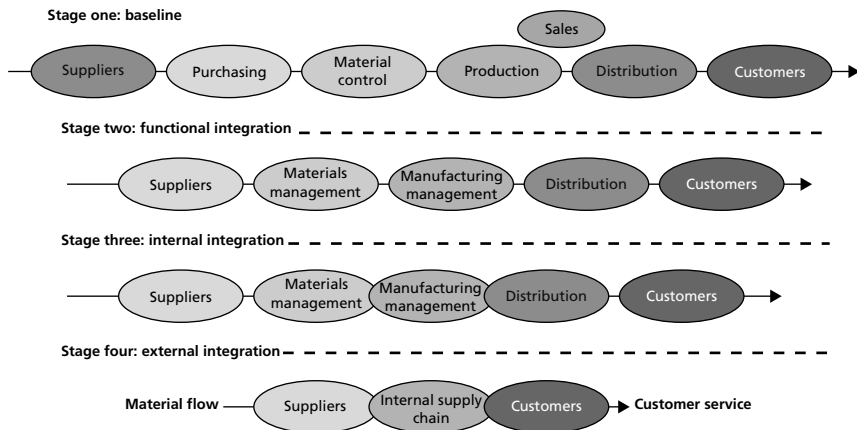 Stage one: baseline
Sales
Suppliers
Purchasing
Material
control
Production
Distribution
Customers
Stage two: functional integration
Suppliers
Materials
management
Manufacturing
management
Distribution
Customers
Stage three: internal integration
Suppliers
Materials
management
Manufacturing
management
Distribution
Customers
Stage four: external integration
Material flow
Suppliers
Internal supply
chain
Customers
Customer service